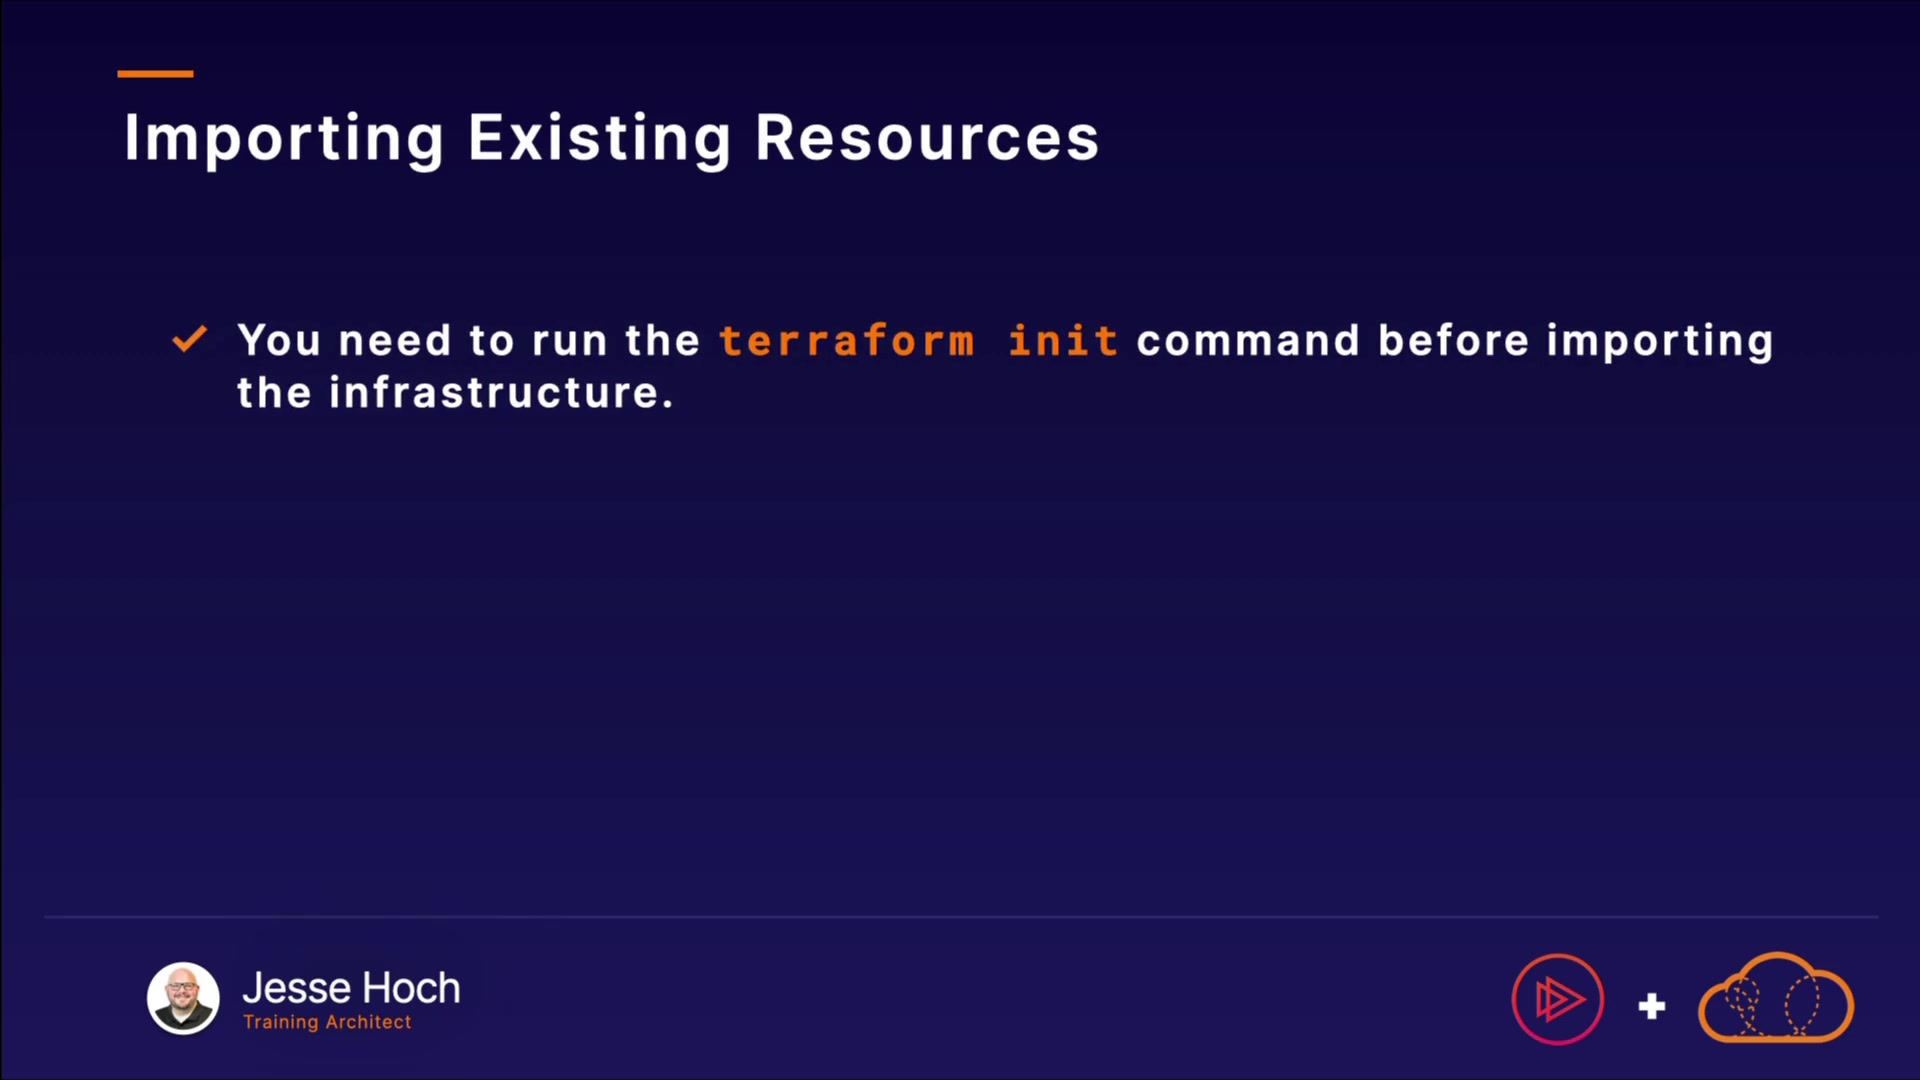 Importing Existing Resources
You need to run the terraform init command before importing
the infrastructure.
Jesse Hoch
Training Architect